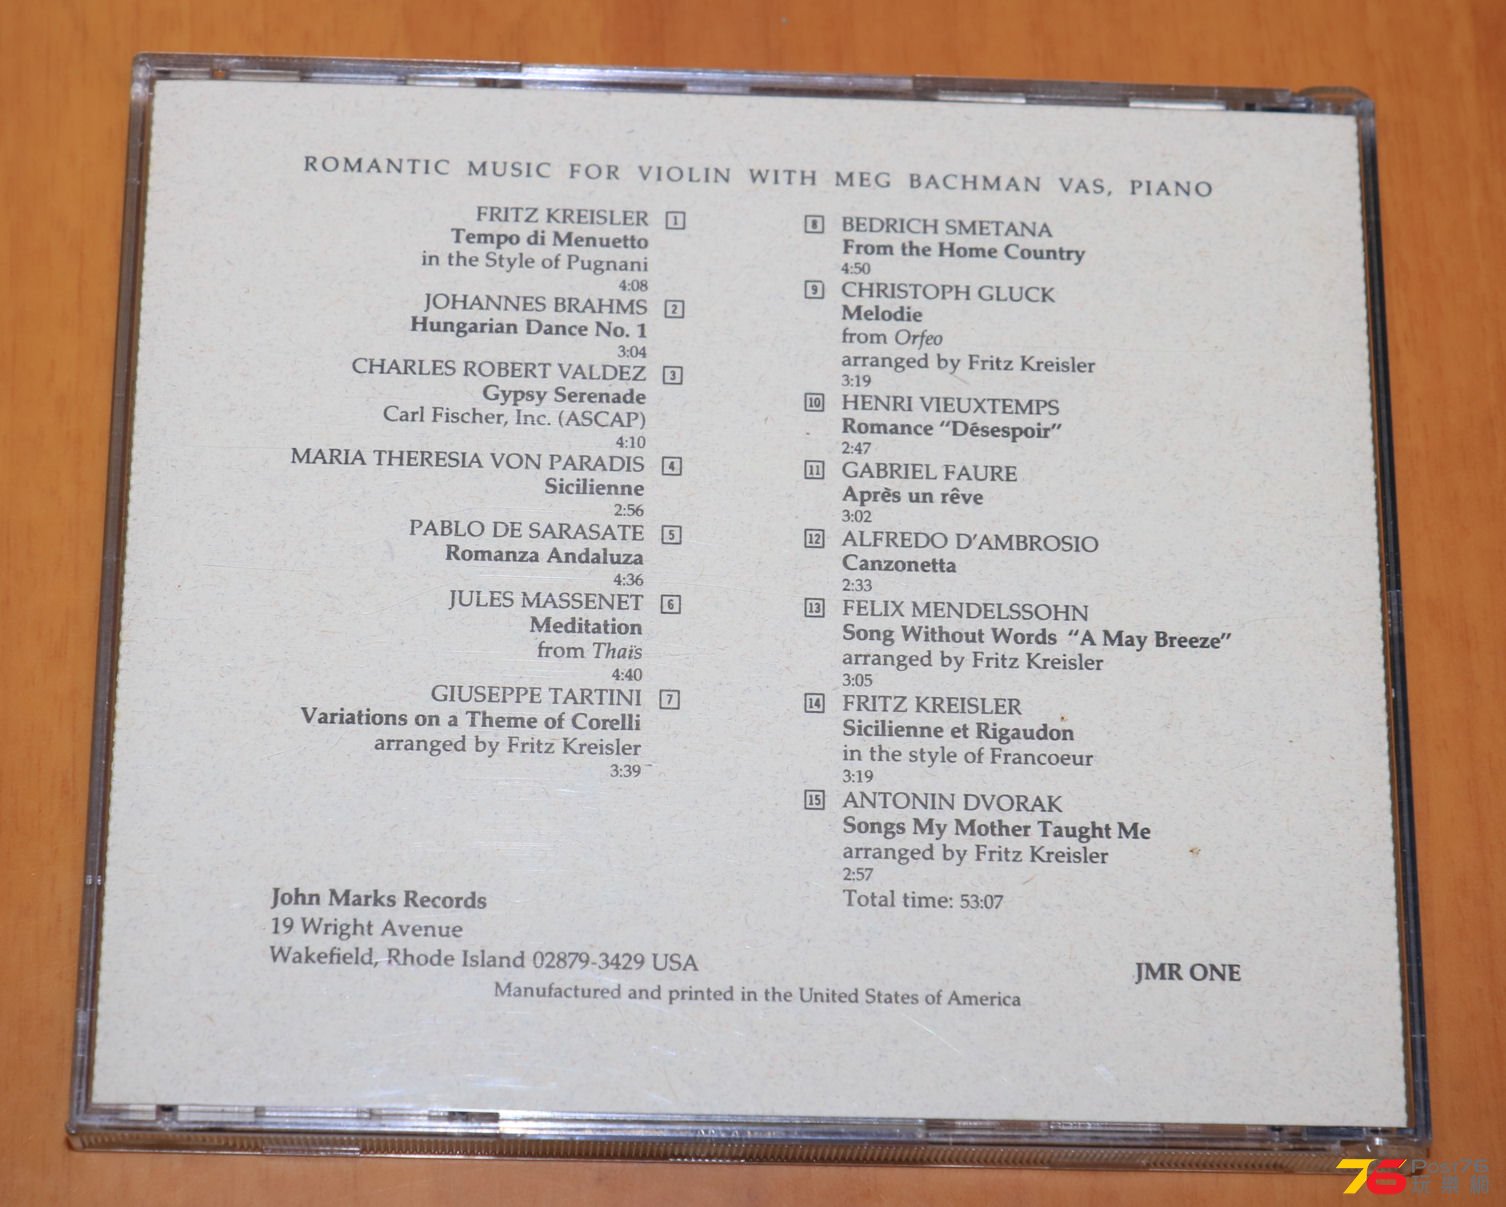 ROMANTIC MUSIC FOR VIOLIN WITH MEG BACHMAN VAS, PIANO
FRITZ KREISLER 1
Tempo di Menuetto
in the Style of Pugnani
4:08
JOHANNES BRAHMS 2
Hungarian Dance No. 1
3:04
CHARLES ROBERT VALDEZ 3
Gypsy Serenade
Carl Fischer, Inc. (ASCAP)
4:10
MARIA THERESIA VON PARADIS 4
Sicilienne
2:56
PABLO DE SARASATE 5
Romanza Andaluza
4:36
JULES MASSENET 6
Meditation
from Thaïs
4:40
GIUSEPPE TARTINI 7
Variations on a Theme of Corelli
arranged by Fritz Kreisler
3:39
8 BEDRICH SMETANA
From the Home Country
4:50
9 CHRISTOPH GLUCK
Melodie
from Orfeo
arranged by Fritz Kreisler
3:19
10 HENRI VIEUXTEMPS
Romance "Désespoir"
2:47
11 GABRIEL FAURE
Après un rêve
3:02
12 ALFREDO D'AMBROSIO
Canzonetta
2:33
13 FELIX MENDELSSOHN
Song Without Words "A May Breeze"
arranged by Fritz Kreisler
3:05
14 FRITZ KREISLER
Sicilienne et Rigaudon
in the style of Francoeur
3:19
15 ANTONIN DVORAK
Songs My Mother Taught Me
arranged by Fritz Kreisler
2:57
Total time: 53:07
John Marks Records
19 Wright Avenue
Wakefield, Rhode Island 02879-3429 USA
JMR ONE
Manufactured and printed in the United States of America
76 Post76
玩樂網